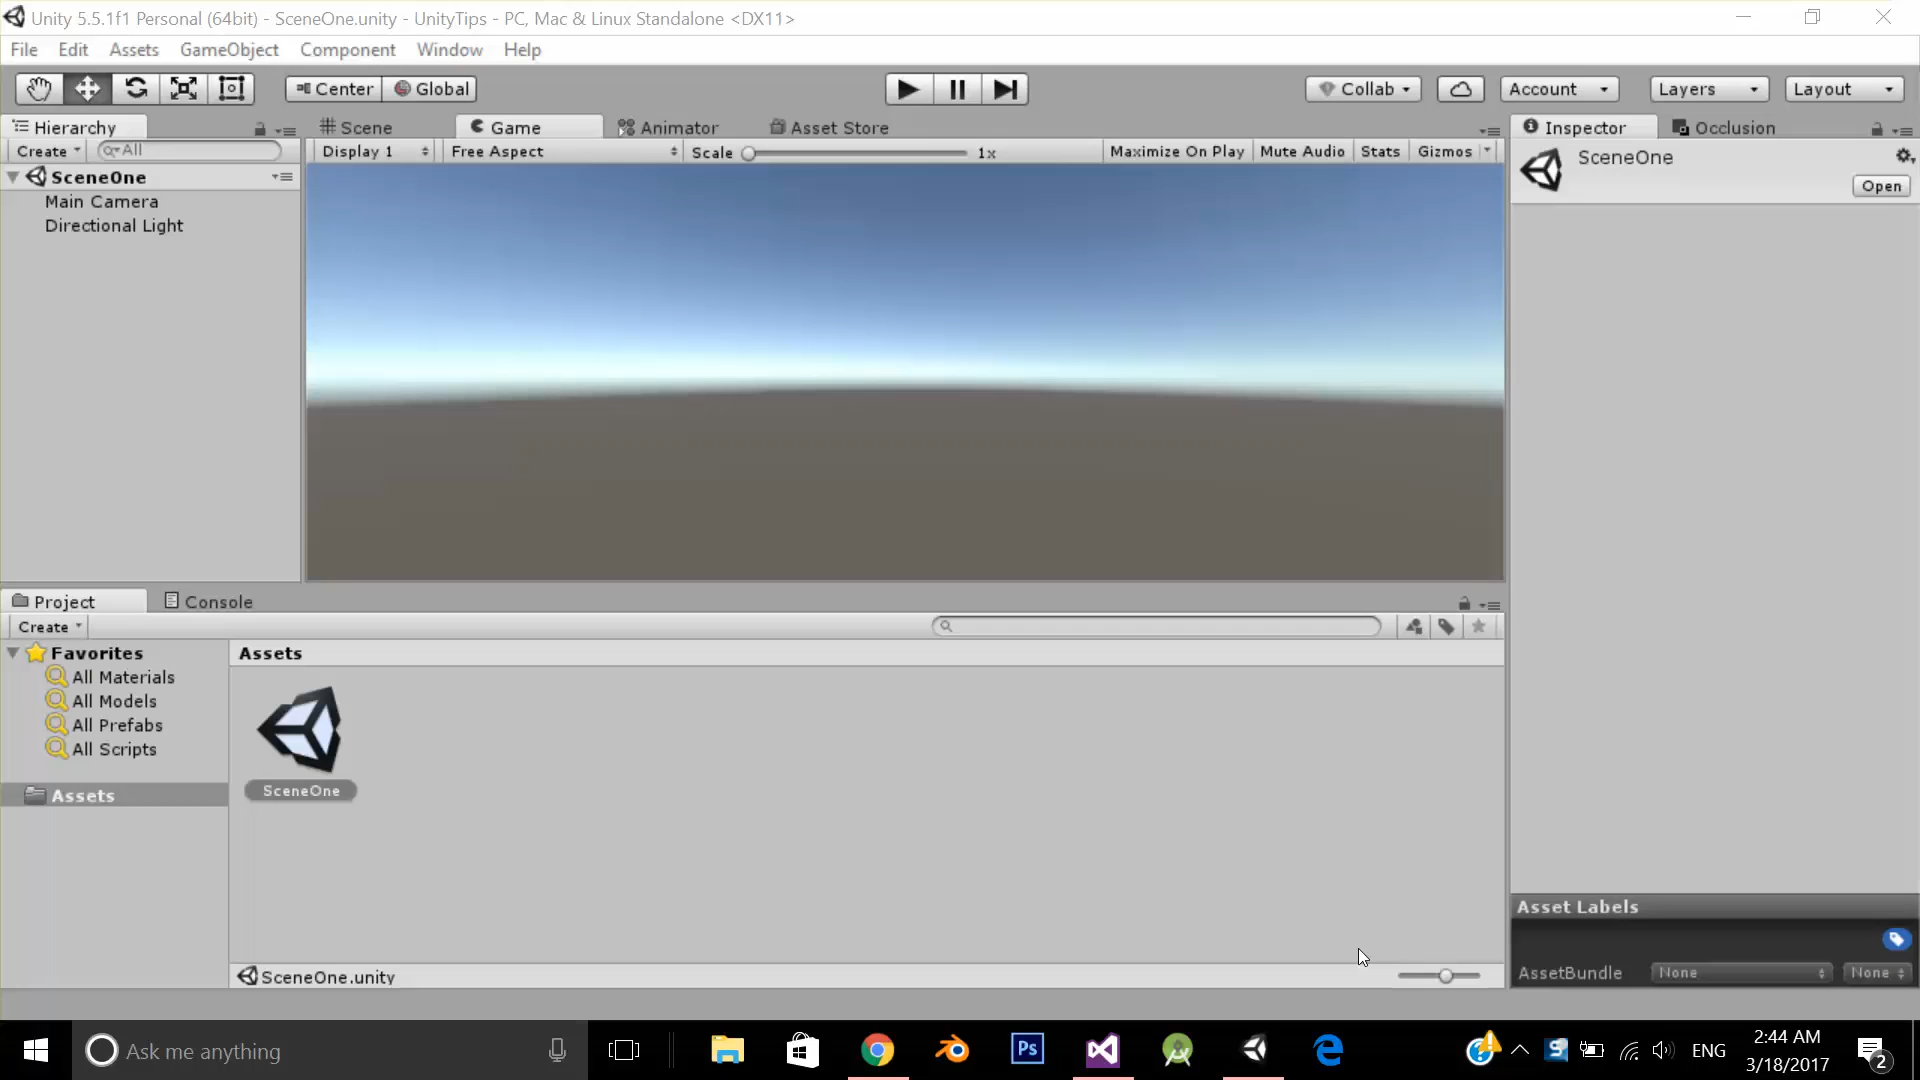 Unity 5.5.1f1 Personal (64bit) - SceneOne.unity - UnityTips - PC, Mac & Linux Standalone <DX11>
File Edit Assets GameObject Component Window Help
Center Global Collab Account Layers Layout
Hierarchy Scene Game Animator Asset Store Inspector Occlusion
Create All Display 1 Free Aspect Scale 1x Maximize On Play Mute Audio Stats Gizmos SceneOne
SceneOne Open
Main Camera
Directional Light
Project Console
Create
Favorites Assets
All Materials
All Models
All Prefabs
All Scripts
SceneOne
Assets
Asset Labels
SceneOne.unity AssetBundle None None
Ask me anything Ps ENG 2:44 AM
3/18/2017 2